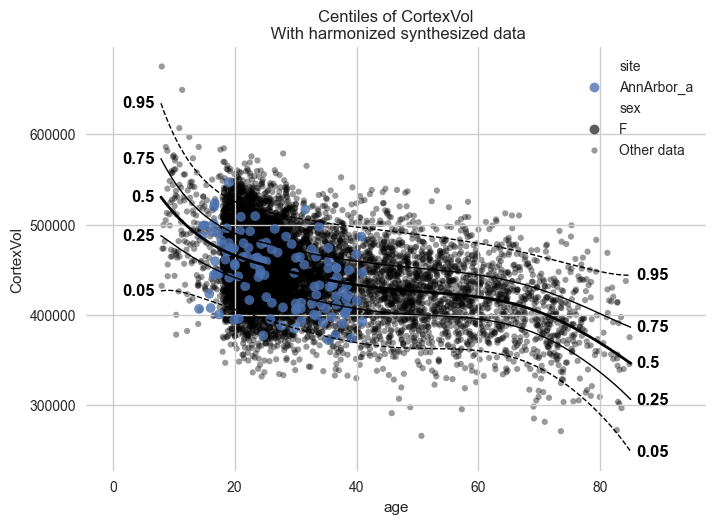 Centiles of CortexVol
With harmonized synthesized data
site
AnnArbor_a
sex
F
Other data
0.95
0.75
0.5
0.25
0.05
0.95
0.75
0.5
0.25
0.05
600000
500000
400000
300000
CortexVol
0
20
40
60
80
age